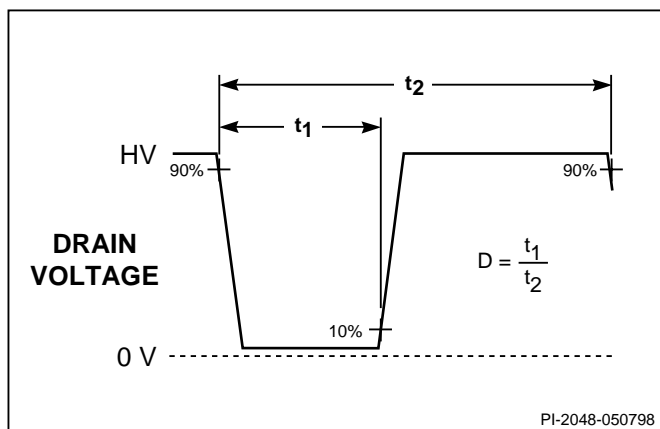 t2
t1
HV
90%
90%
DRAIN
VOLTAGE
D = t1
t2
10%
0 V
PI-2048-050798